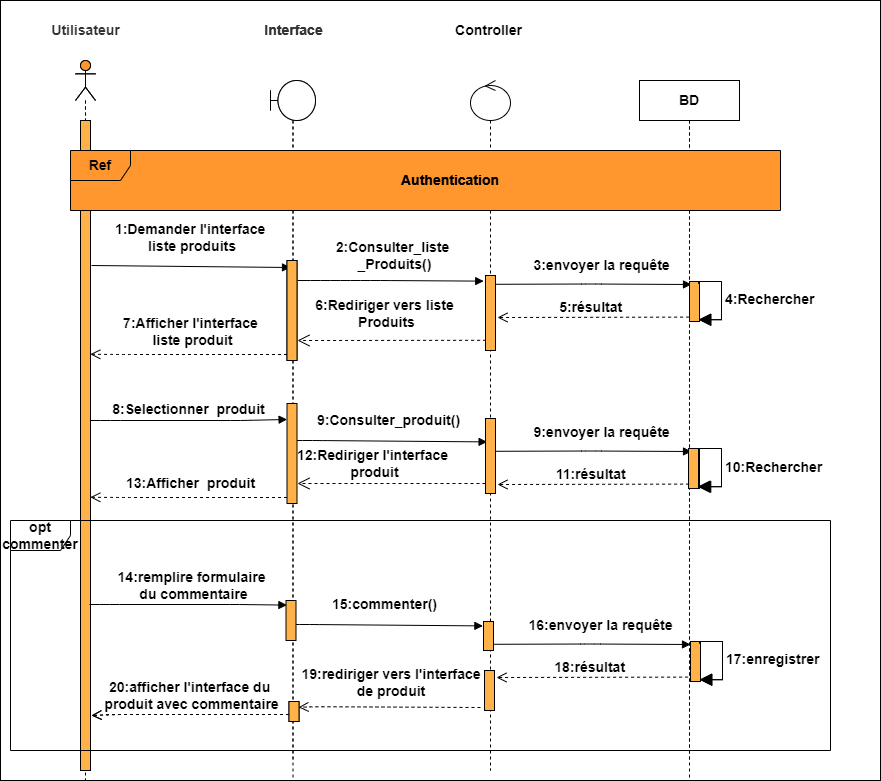 Utilisateur
Interface
Controller
BD
Ref
Authentication
1:Demander l'interface
liste produits
2:Consulter_liste
_Produits()
3:envoyer la requête
4:Rechercher
5:résultat
6:Rediriger vers liste
Produits
7:Afficher l'interface
liste produit
8:Selectionner produit
9:Consulter_produit()
9:envoyer la requête
10:Rechercher
11:résultat
12:Rediriger l'interface
produit
13:Afficher produit
opt
commenter
14:remplire formulaire
du commentaire
15:commenter()
16:envoyer la requête
17:enregistrer
18:résultat
19:rediriger vers l'interface
de produit
20:afficher l'interface du
produit avec commentaire